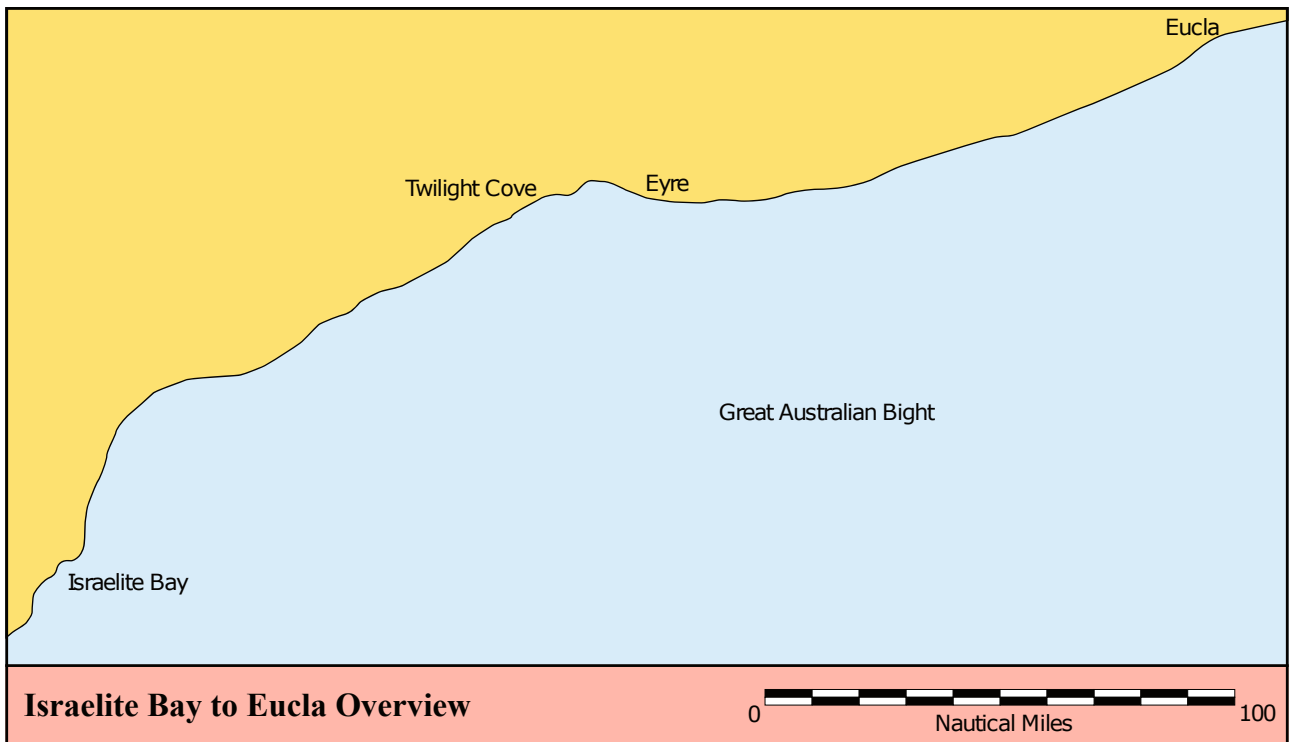 Eucla
Twilight Cove
Eyre
Great Australian Bight
Israelite Bay
Israelite Bay to Eucla Overview
0
100
Nautical Miles